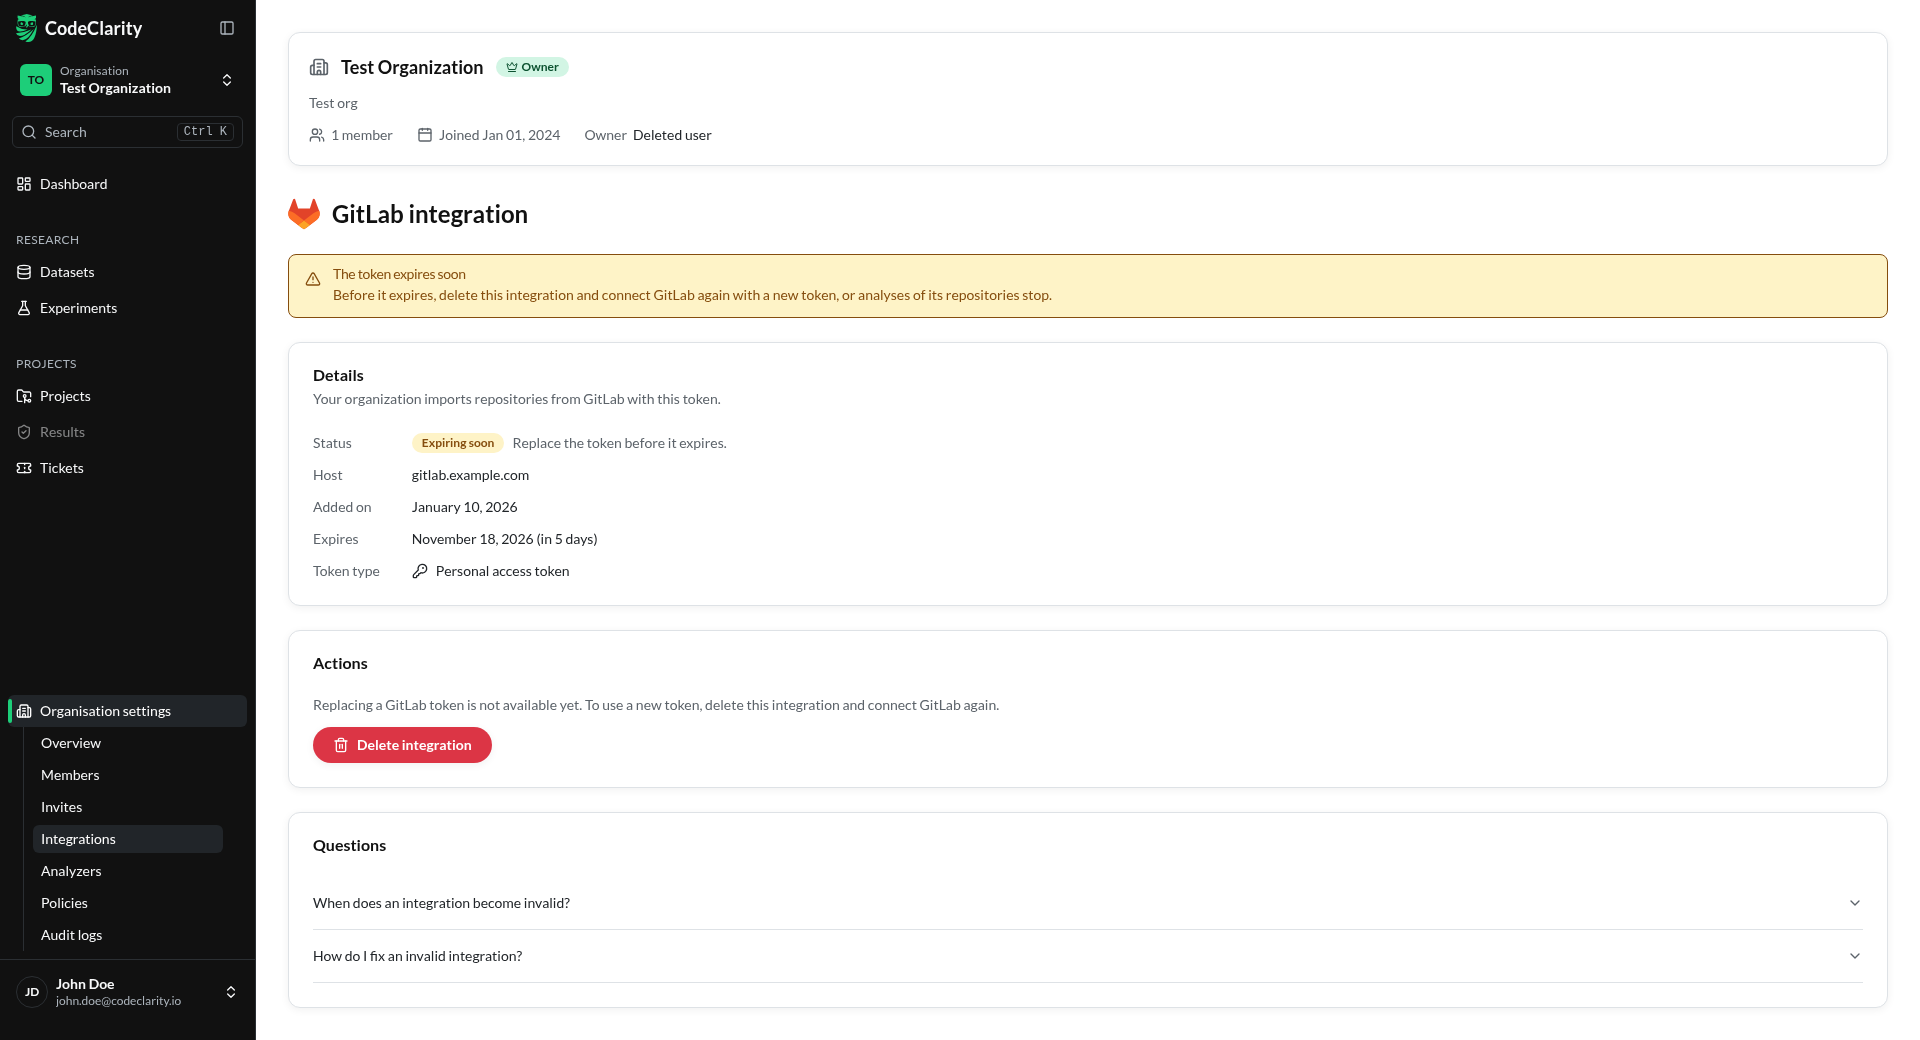 CodeClarity
TO
Organisation
Test Organization
Search
Ctrl K
Dashboard
RESEARCH
Datasets
Experiments
PROJECTS
Projects
Results
Tickets
Organisation settings
Overview
Members
Invites
Integrations
Analyzers
Policies
Audit logs
JD
John Doe
john.doe@codeclarity.io
Test Organization
Owner
Test org
1 member
Joined Jan 01, 2024
Owner Deleted user
GitLab integration
The token expires soon
Before it expires, delete this integration and connect GitLab again with a new token, or analyses of its repositories stop.
Details
Your organization imports repositories from GitLab with this token.
Status Expiring soon Replace the token before it expires.
Host gitlab.example.com
Added on January 10, 2026
Expires November 18, 2026 (in 5 days)
Token type Personal access token
Actions
Replacing a GitLab token is not available yet. To use a new token, delete this integration and connect GitLab again.
Delete integration
Questions
When does an integration become invalid?
How do I fix an invalid integration?